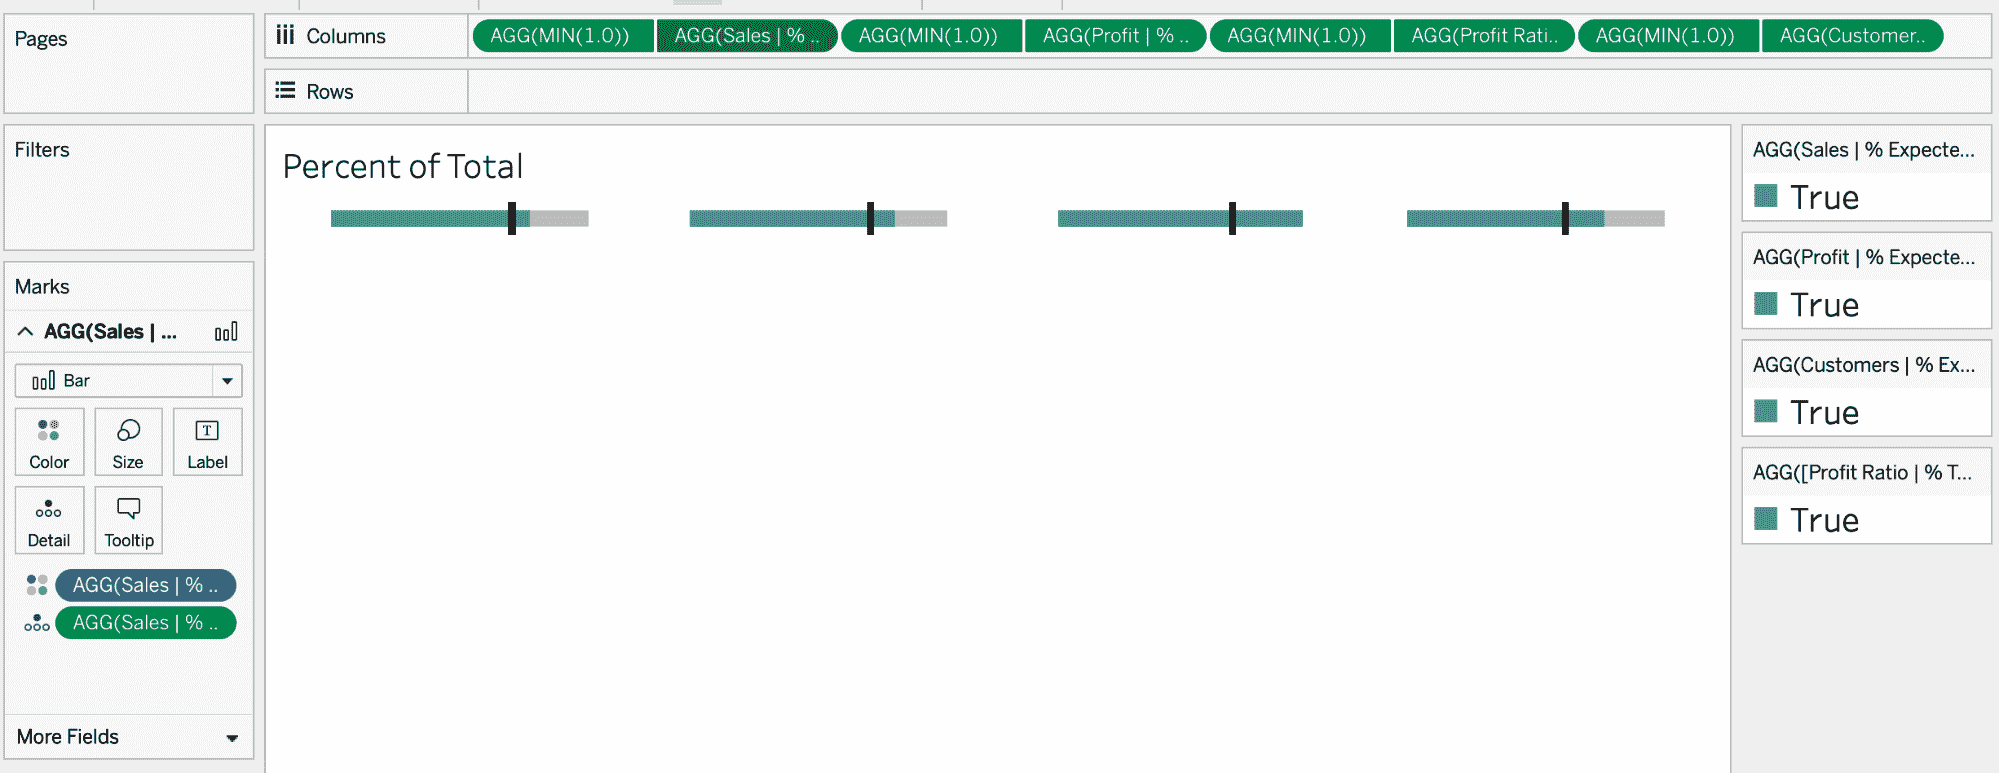 Pages
Columns
AGG(MIN(1.0))
AGG(Sales | % ..
AGG(MIN(1.0))
AGG(Profit | % ..
AGG(MIN(1.0))
AGG(Profit Rati..
AGG(MIN(1.0))
AGG(Customer..
Rows
Filters
Marks
AGG(Sales | ...
Bar
Color
Size
T
Label
Detail
Tooltip
AGG(Sales | % ..
AGG(Sales | % ..
More Fields
Percent of Total
AGG(Sales | % Expecte...
True
AGG(Profit | % Expecte...
True
AGG(Customers | % Ex...
True
AGG([Profit Ratio | % T...
True